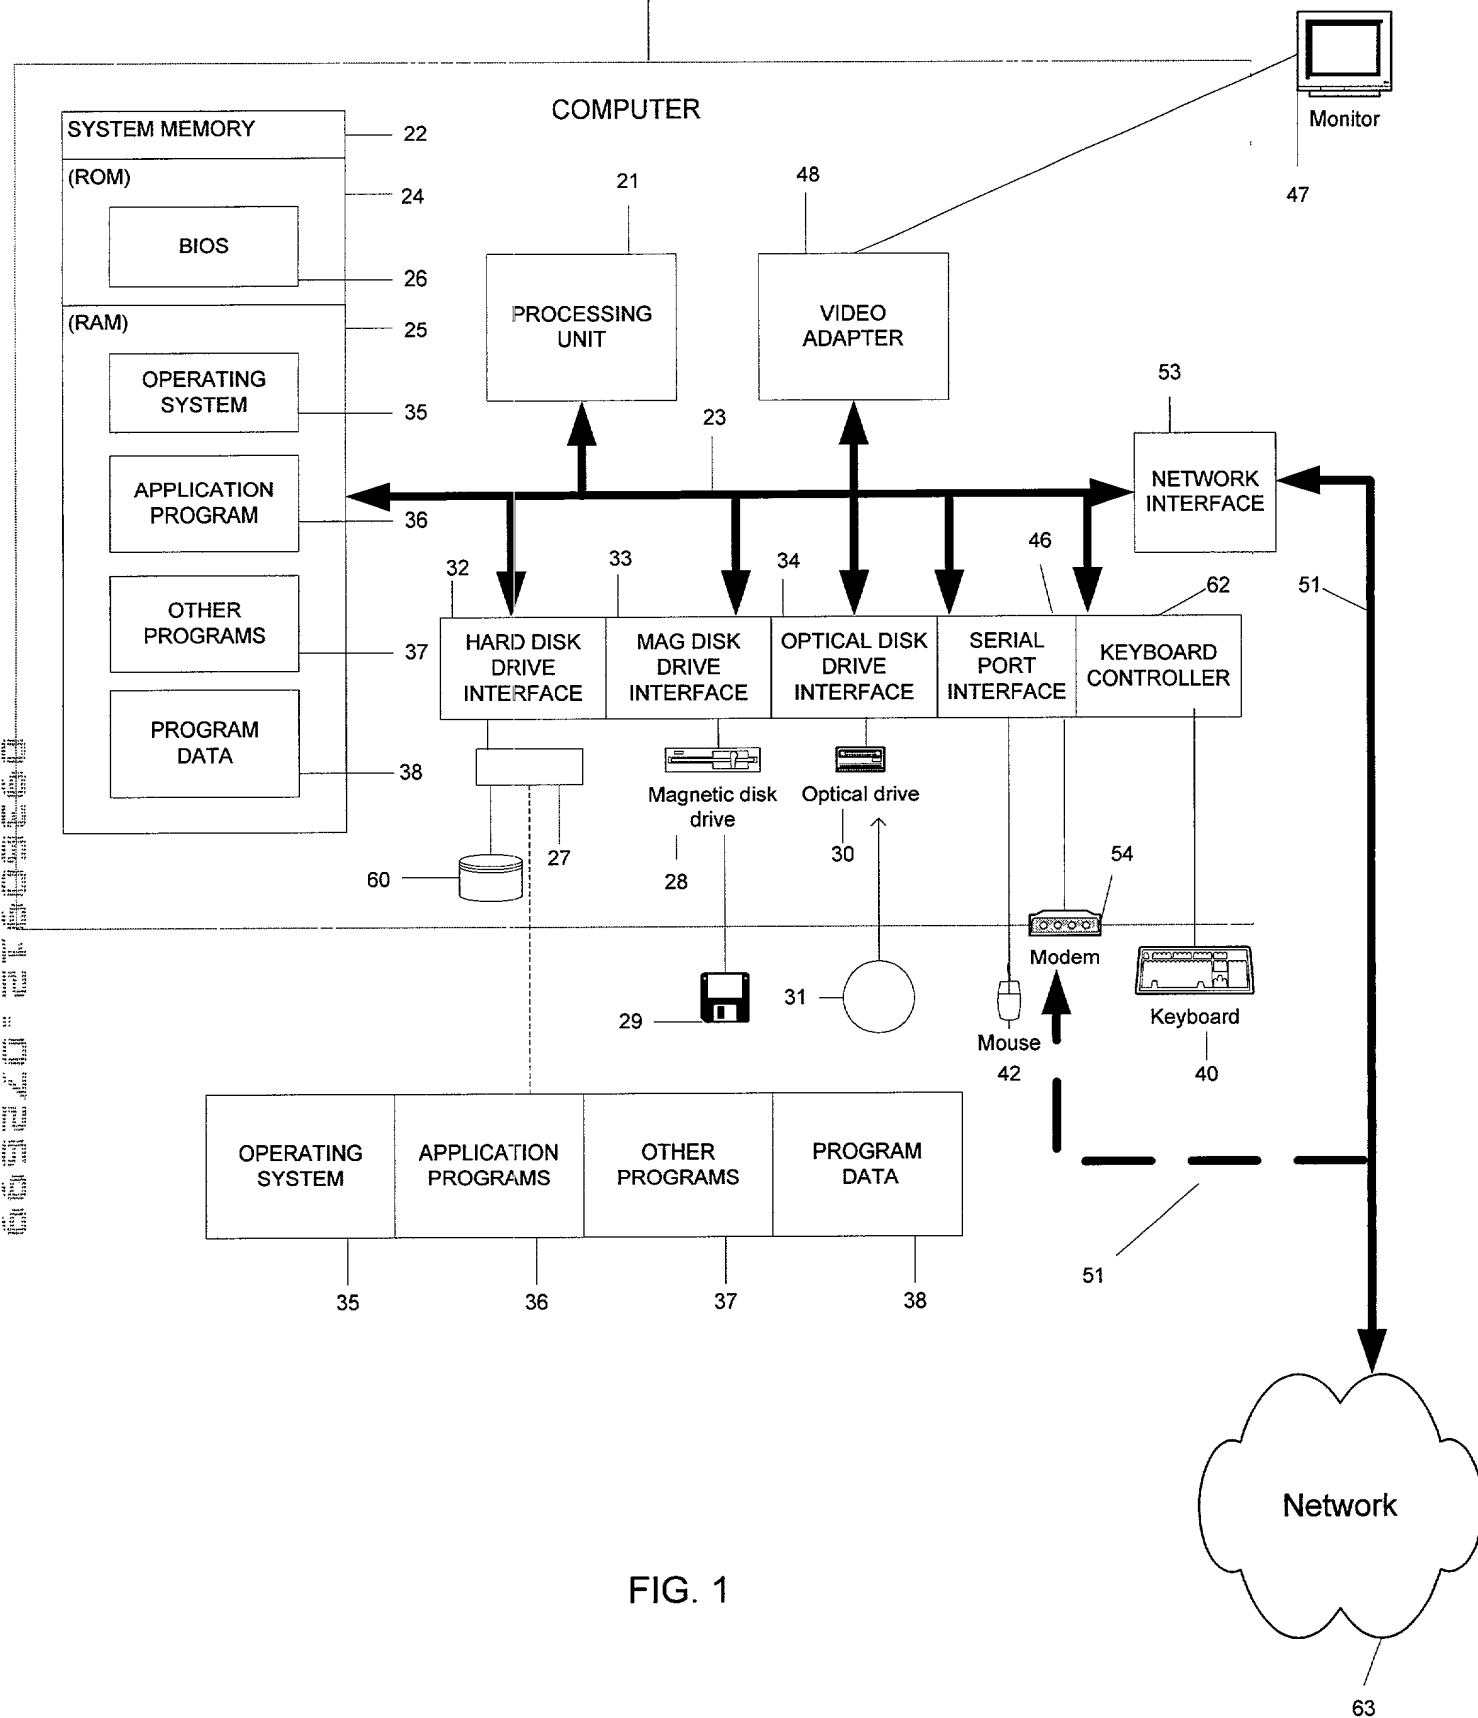 COMPUTER
Monitor
47
SYSTEM MEMORY
22
(ROM)
24
BIOS
26
(RAM)
25
OPERATING
SYSTEM
35
APPLICATION
PROGRAM
36
OTHER
PROGRAMS
37
PROGRAM
DATA
38
21
PROCESSING
UNIT
48
VIDEO
ADAPTER
23
53
NETWORK
INTERFACE
51
32
33
34
46
62
HARD DISK
DRIVE
INTERFACE
MAG DISK
DRIVE
INTERFACE
OPTICAL DISK
DRIVE
INTERFACE
SERIAL
PORT
INTERFACE
KEYBOARD
CONTROLLER
Magnetic disk
drive
Optical drive
27
28
30
54
60
Modem
29
31
Mouse
42
Keyboard
40
OPERATING
SYSTEM
APPLICATION
PROGRAMS
OTHER
PROGRAMS
PROGRAM
DATA
35
36
37
38
51
Network
FIG. 1
63